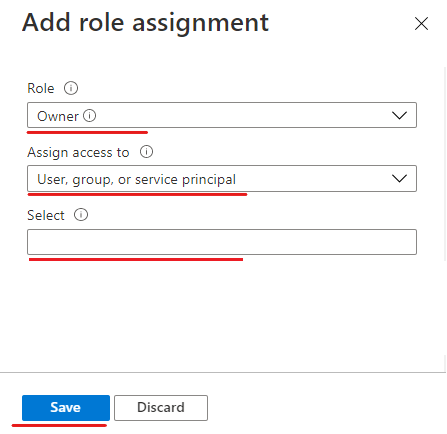 Add role assignment
Role
Owner
Assign access to
User, group, or service principal
Select
Save Discard